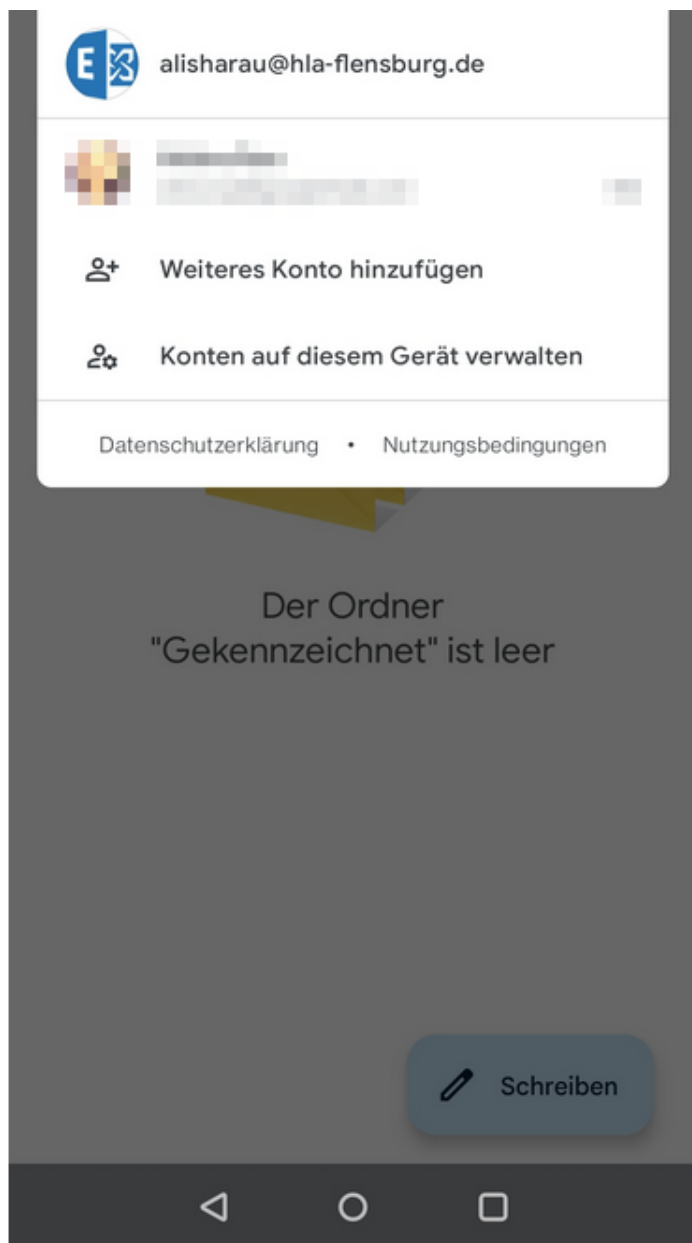 alisharau@hla-flensburg.de
Weiteres Konto hinzufügen
Konten auf diesem Gerät verwalten
Datenschutzerklärung • Nutzungsbedingungen
Der Ordner
"Gekennzeichnet" ist leer
Schreiben